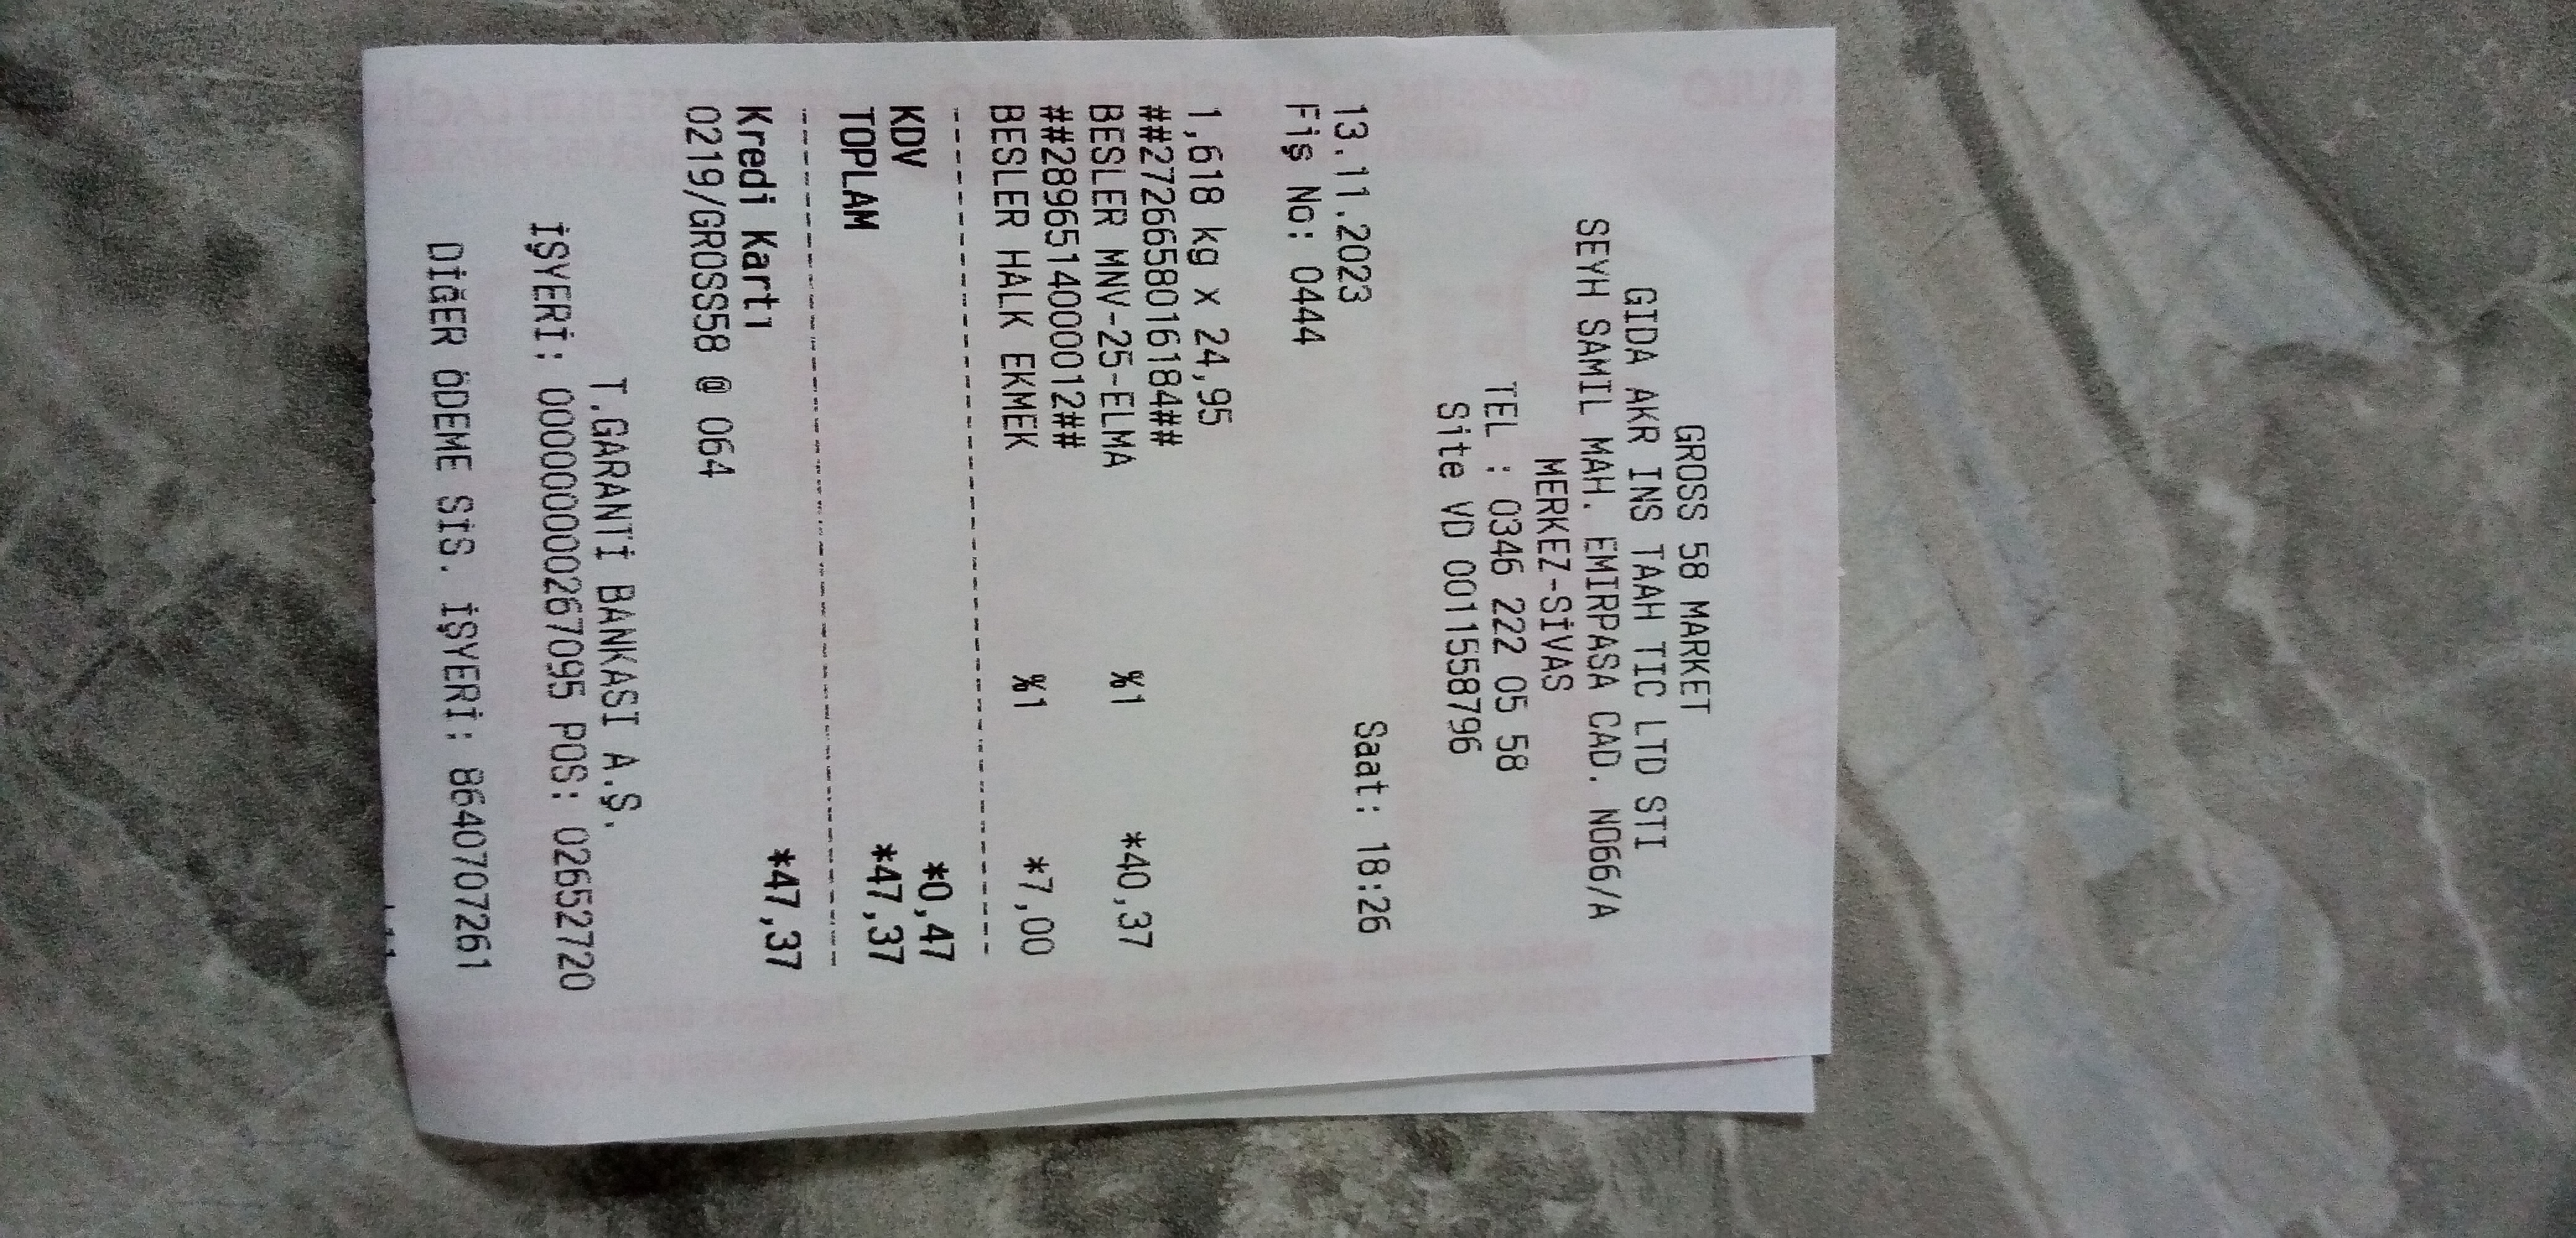 GROSS 58 MARKET
GIDA AKR INS TAAH TIC LTD STI
SEYH SAMIL MAH. EMIRPASA CAD. NO66/A
MERKEZ-SİVAS
TEL : 0346 222 05 58
Site VD 0011558796
13.11.2023 Saat: 18:26
Fiş No: 0444
1,618 kg x 24,95
##2726658016184##
BESLER MNV-25-ELMA %1 *40,37
##2896514000012##
BESLER HALK EKMEK %1 *7,00
KDV *0,47
TOPLAM *47,37
Kredi Kartı *47,37
0219/GROSS58 @ 064
T.GARANTİ BANKASI A.Ş.
İŞYERİ: 00000000267095 POS: 02652720
DİĞER ÖDEME SİS. İŞYERİ: 8640707261